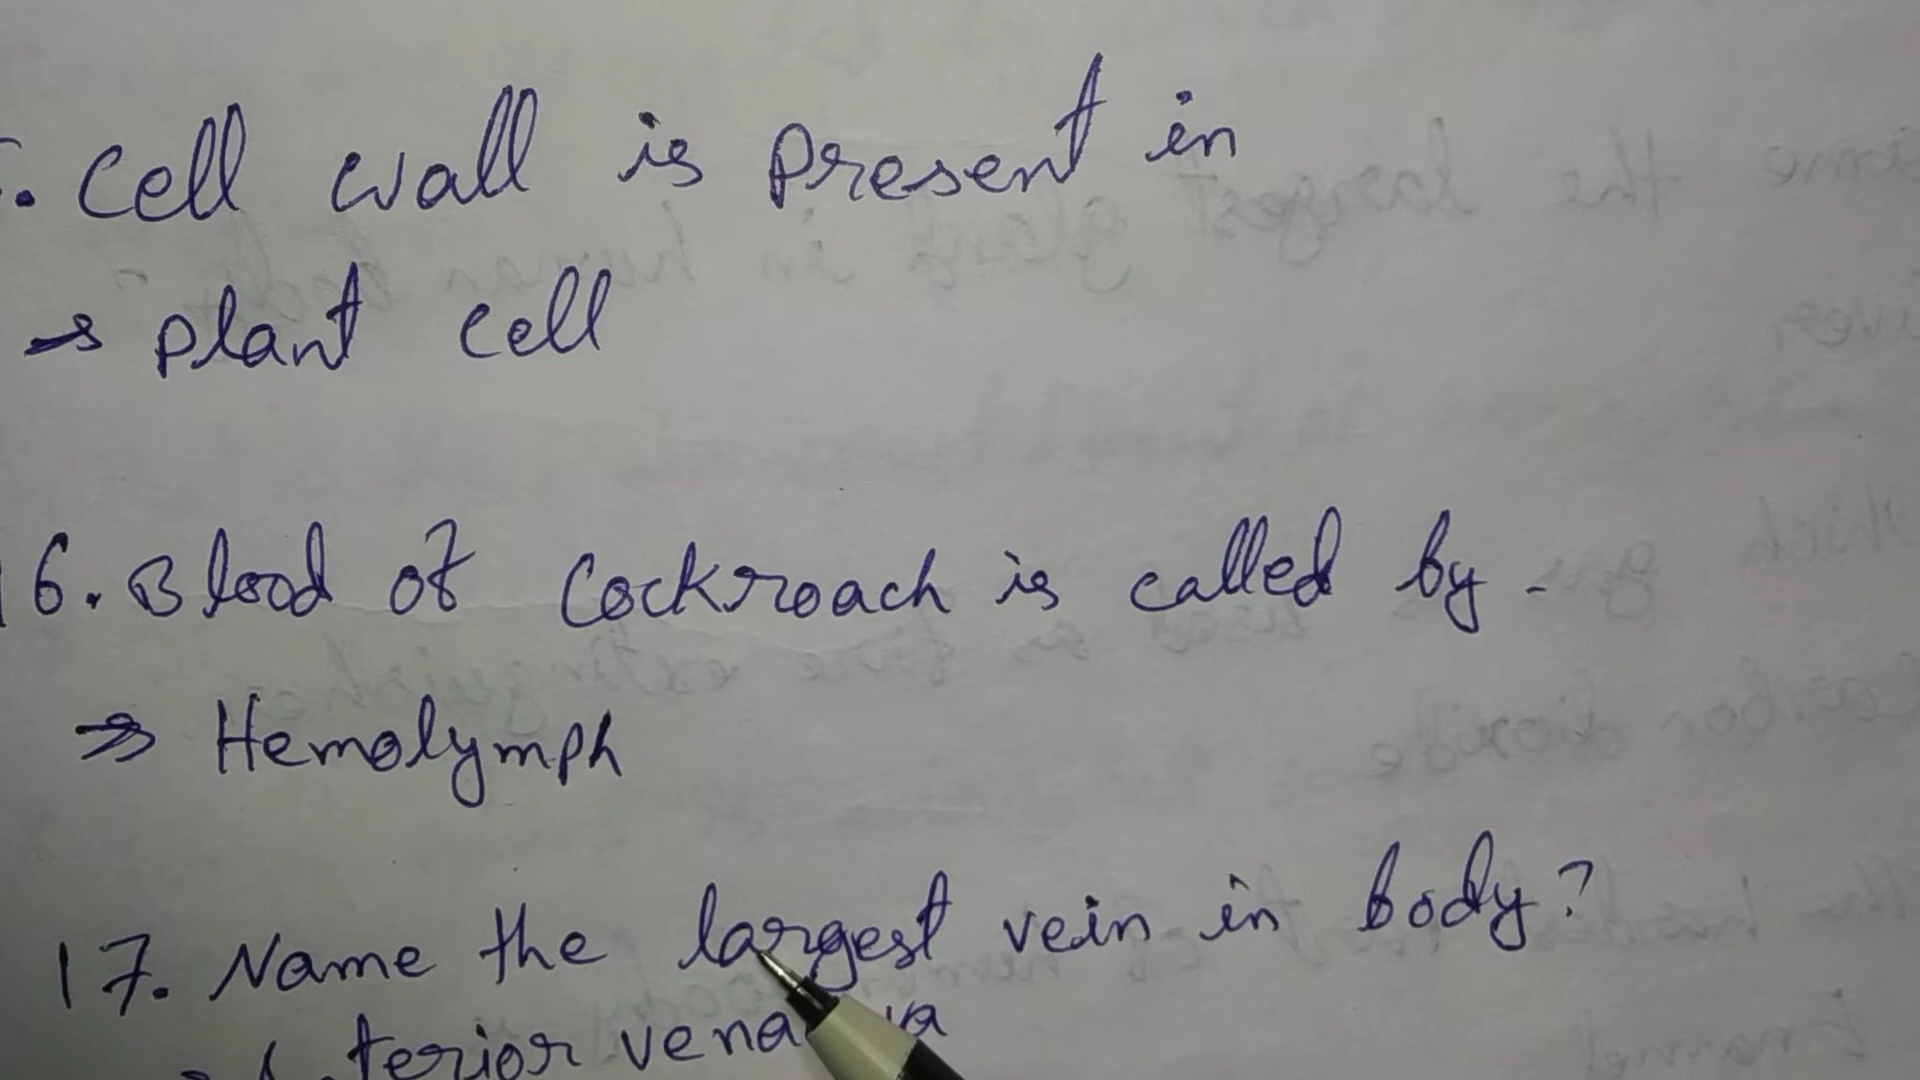 . Cell wall is present in
→ plant cell
16. Blood of Cockroach is called by -
⇒ Hemolymph
17. Name the largest vein in body?
vena